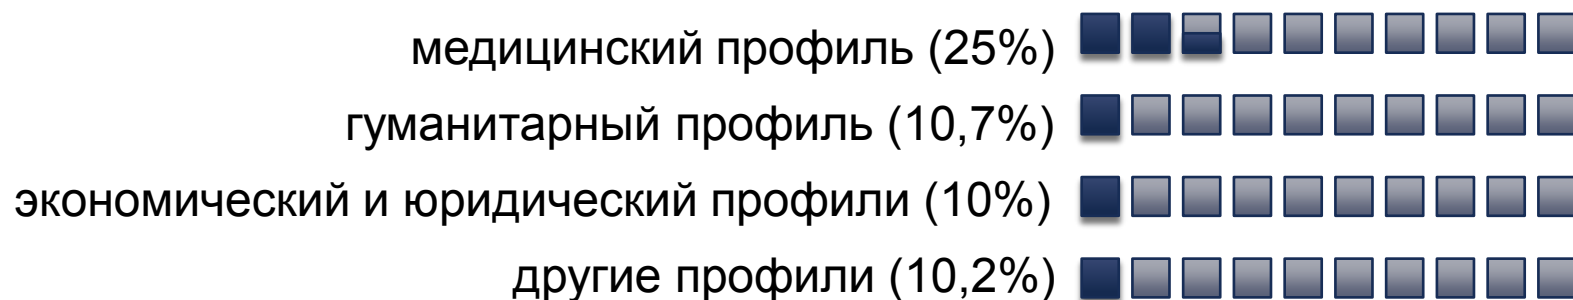 медицинский профиль (25%)
гуманитарный профиль (10,7%)
экономический и юридический профили (10%)
другие профили (10,2%)